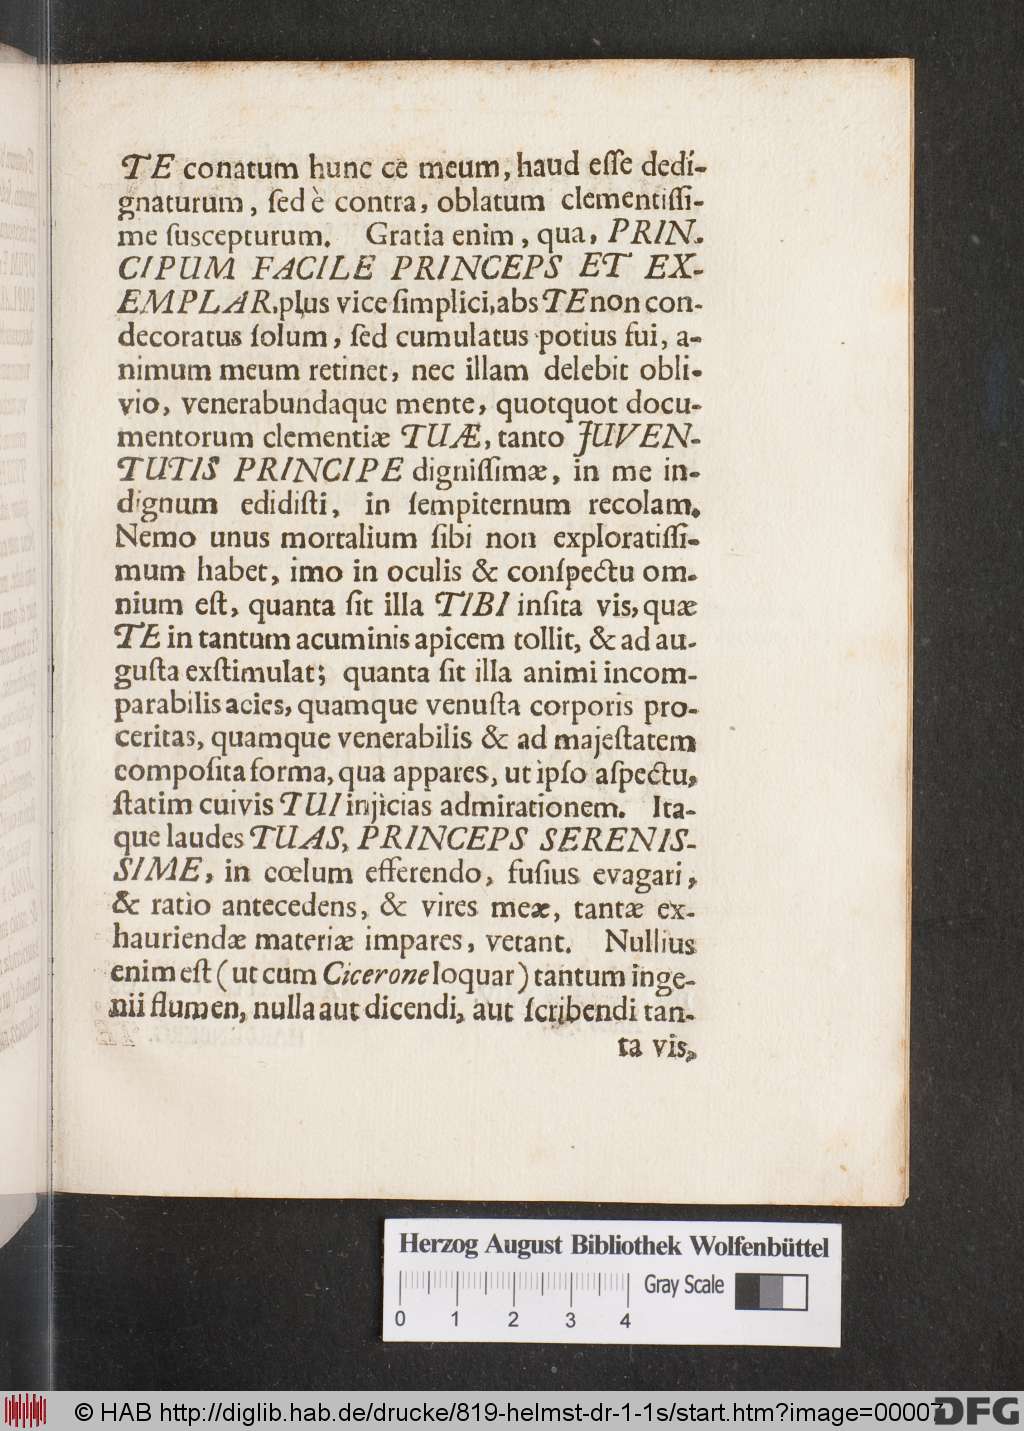 TE conatum hunc ce meum, haud eſſe dedi-
gnaturum, ſed è contra, oblatum clementiſſi-
me ſuscepturum. Gratia enim, qua, PRIN-
CIPUM FACILE PRINCEPS ET EX-
EMPLAR, plus vice ſimplici, abs TE non con-
decoratus ſolum, ſed cumulatus potius fui, a-
nimum meum retinet, nec illam delebit obli-
vio, venerabundaque mente, quotquot docu-
mentorum clementiæ TUÆ, tanto JUVEN-
TUTIS PRINCIPE digniſſimæ, in me in-
dignum edidiſti, in ſempiternum recolam.
Nemo unus mortalium ſibi non exploratiſſi-
mum habet, imo in oculis & conſpectu om-
nium eſt, quanta ſit illa TIBI inſita vis, quæ
TE in tantum acuminis apicem tollit, & ad au-
guſta exſtimulat; quanta ſit illa animi incom-
parabilis acies, quamque venuſta corporis pro-
ceritas, quamque venerabilis & ad majeſtatem
compoſita forma, qua appares, ut ipſo aſpectu,
ſtatim cuivis TUI injicias admirationem. Ita-
que laudes TUAS, PRINCEPS SERENIS-
SIME, in cœlum efferendo, fuſius evagari,
& ratio antecedens, & vires meæ, tantæ ex-
hauriendæ materiæ impares, vetant. Nullius
enim eſt (ut cum Cicerone loquar) tantum inge-
nii flumen, nulla aut dicendi, aut ſcribendi tan-
ta vis,
Herzog August Bibliothek Wolfenbüttel
Gray Scale
0 1 2 3 4
© HAB http://diglib.hab.de/drucke/819-helmst-dr-1-1s/start.htm?image=00007
DFG